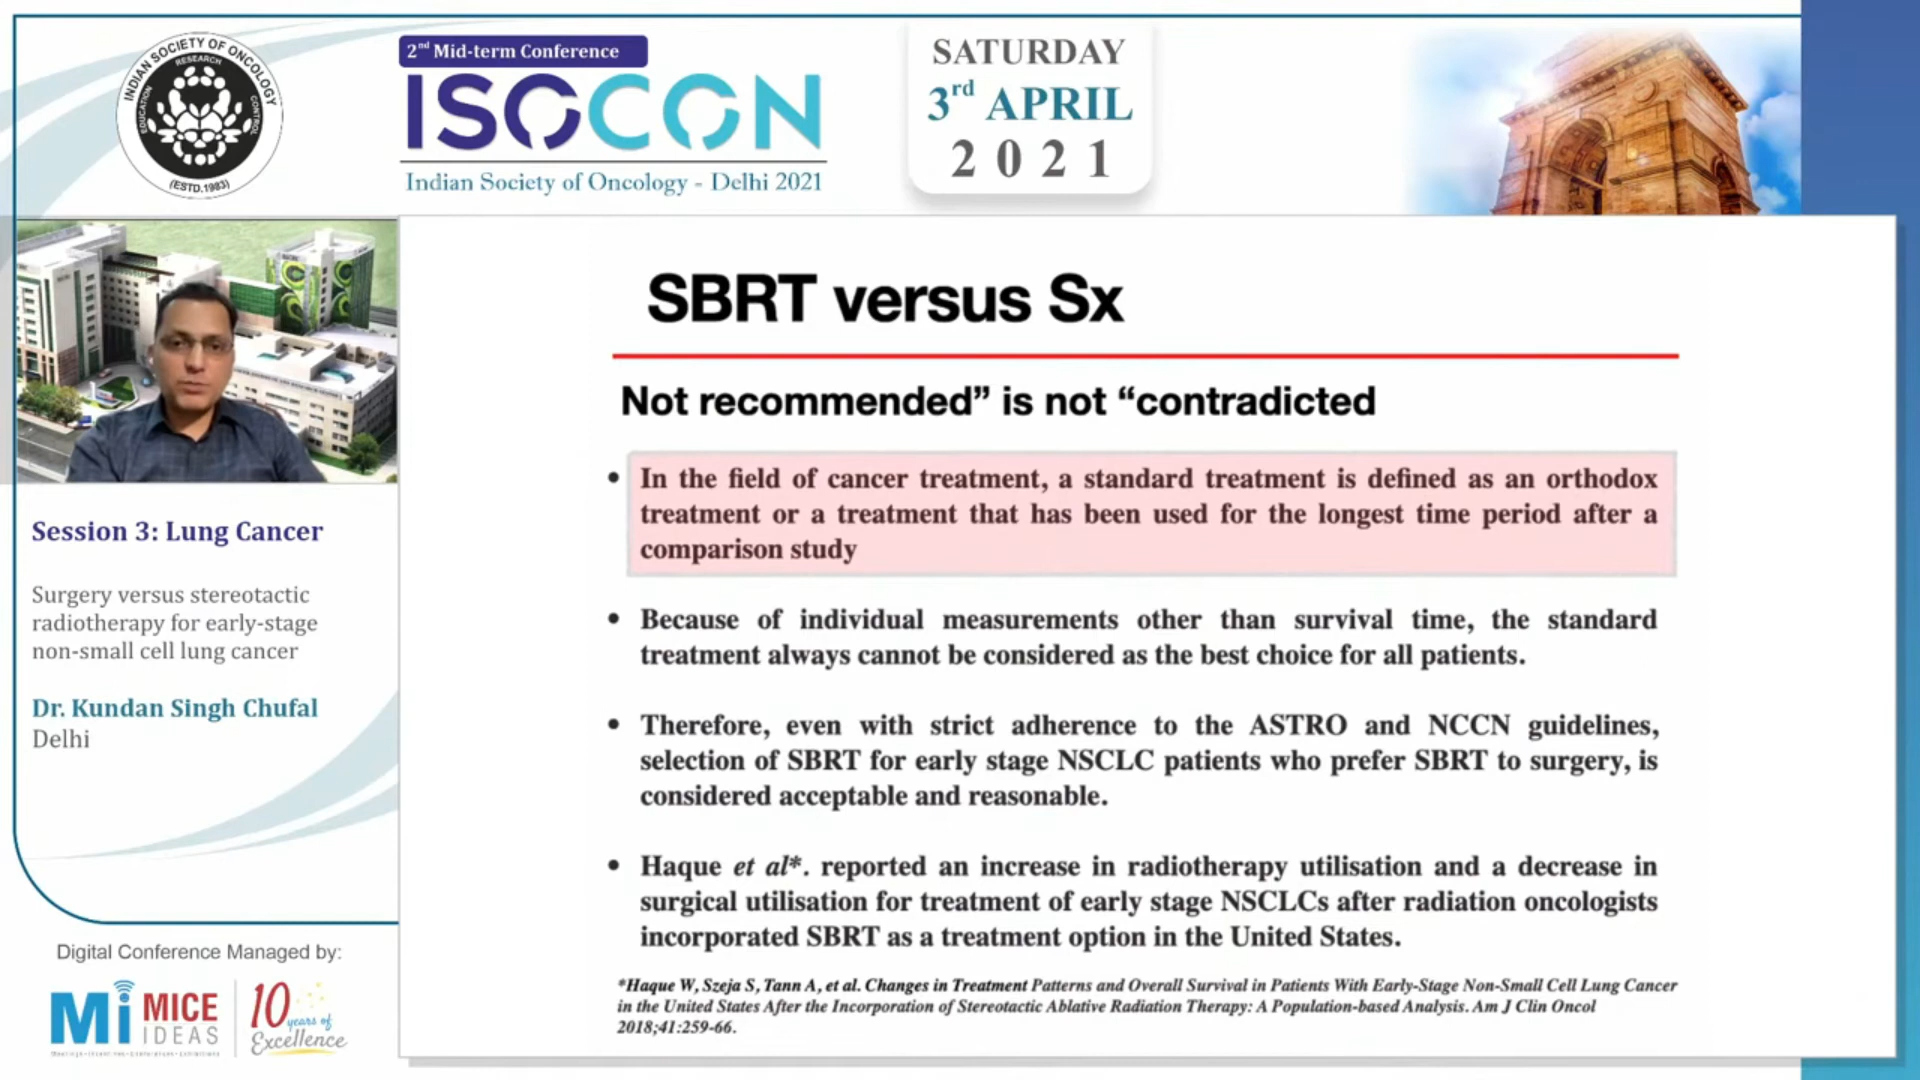 INDIAN SOCIETY OF ONCOLOGY
RESEARCH
EDUCATION
CONTROL
(ESTD.1983)
2nd Mid-term Conference
ISOCON
Indian Society of Oncology - Delhi 2021
SATURDAY
3rd APRIL
2021
Session 3: Lung Cancer
Surgery versus stereotactic
radiotherapy for early-stage
non-small cell lung cancer
Dr. Kundan Singh Chufal
Delhi
Digital Conference Managed by:
Mi MICE
IDEAS
10
years of
Excellence
SBRT versus Sx
Not recommended” is not “contradicted
• In the field of cancer treatment, a standard treatment is defined as an orthodox
treatment or a treatment that has been used for the longest time period after a
comparison study
• Because of individual measurements other than survival time, the standard
treatment always cannot be considered as the best choice for all patients.
• Therefore, even with strict adherence to the ASTRO and NCCN guidelines,
selection of SBRT for early stage NSCLC patients who prefer SBRT to surgery, is
considered acceptable and reasonable.
• Haque et al*. reported an increase in radiotherapy utilisation and a decrease in
surgical utilisation for treatment of early stage NSCLCs after radiation oncologists
incorporated SBRT as a treatment option in the United States.
*Haque W, Szeja S, Tann A, et al. Changes in Treatment Patterns and Overall Survival in Patients With Early-Stage Non-Small Cell Lung Cancer
in the United States After the Incorporation of Stereotactic Ablative Radiation Therapy: A Population-based Analysis. Am J Clin Oncol
2018;41:259-66.